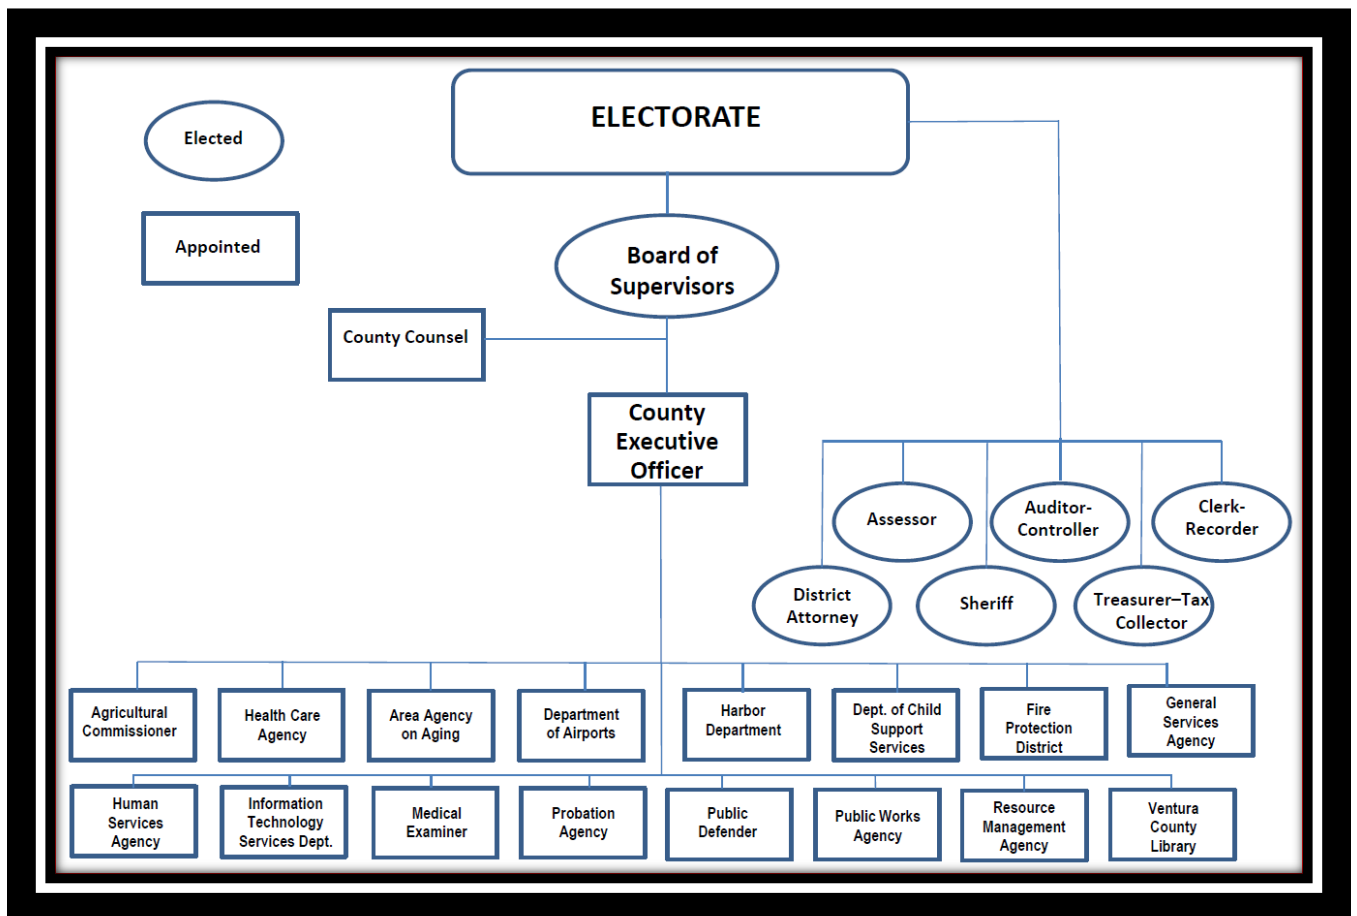 ELECTORATE
Elected
Appointed
Board of
Supervisors
County Counsel
County
Executive
Officer
Assessor
Auditor-
Controller
Clerk-
Recorder
District
Attorney
Sheriff
Treasurer–Tax
Collector
Agricultural
Commissioner
Health Care
Agency
Area Agency
on Aging
Department
of Airports
Harbor
Department
Dept. of Child
Support
Services
Fire
Protection
District
General
Services
Agency
Human
Services
Agency
Information
Technology
Services Dept.
Medical
Examiner
Probation
Agency
Public
Defender
Public Works
Agency
Resource
Management
Agency
Ventura
County
Library